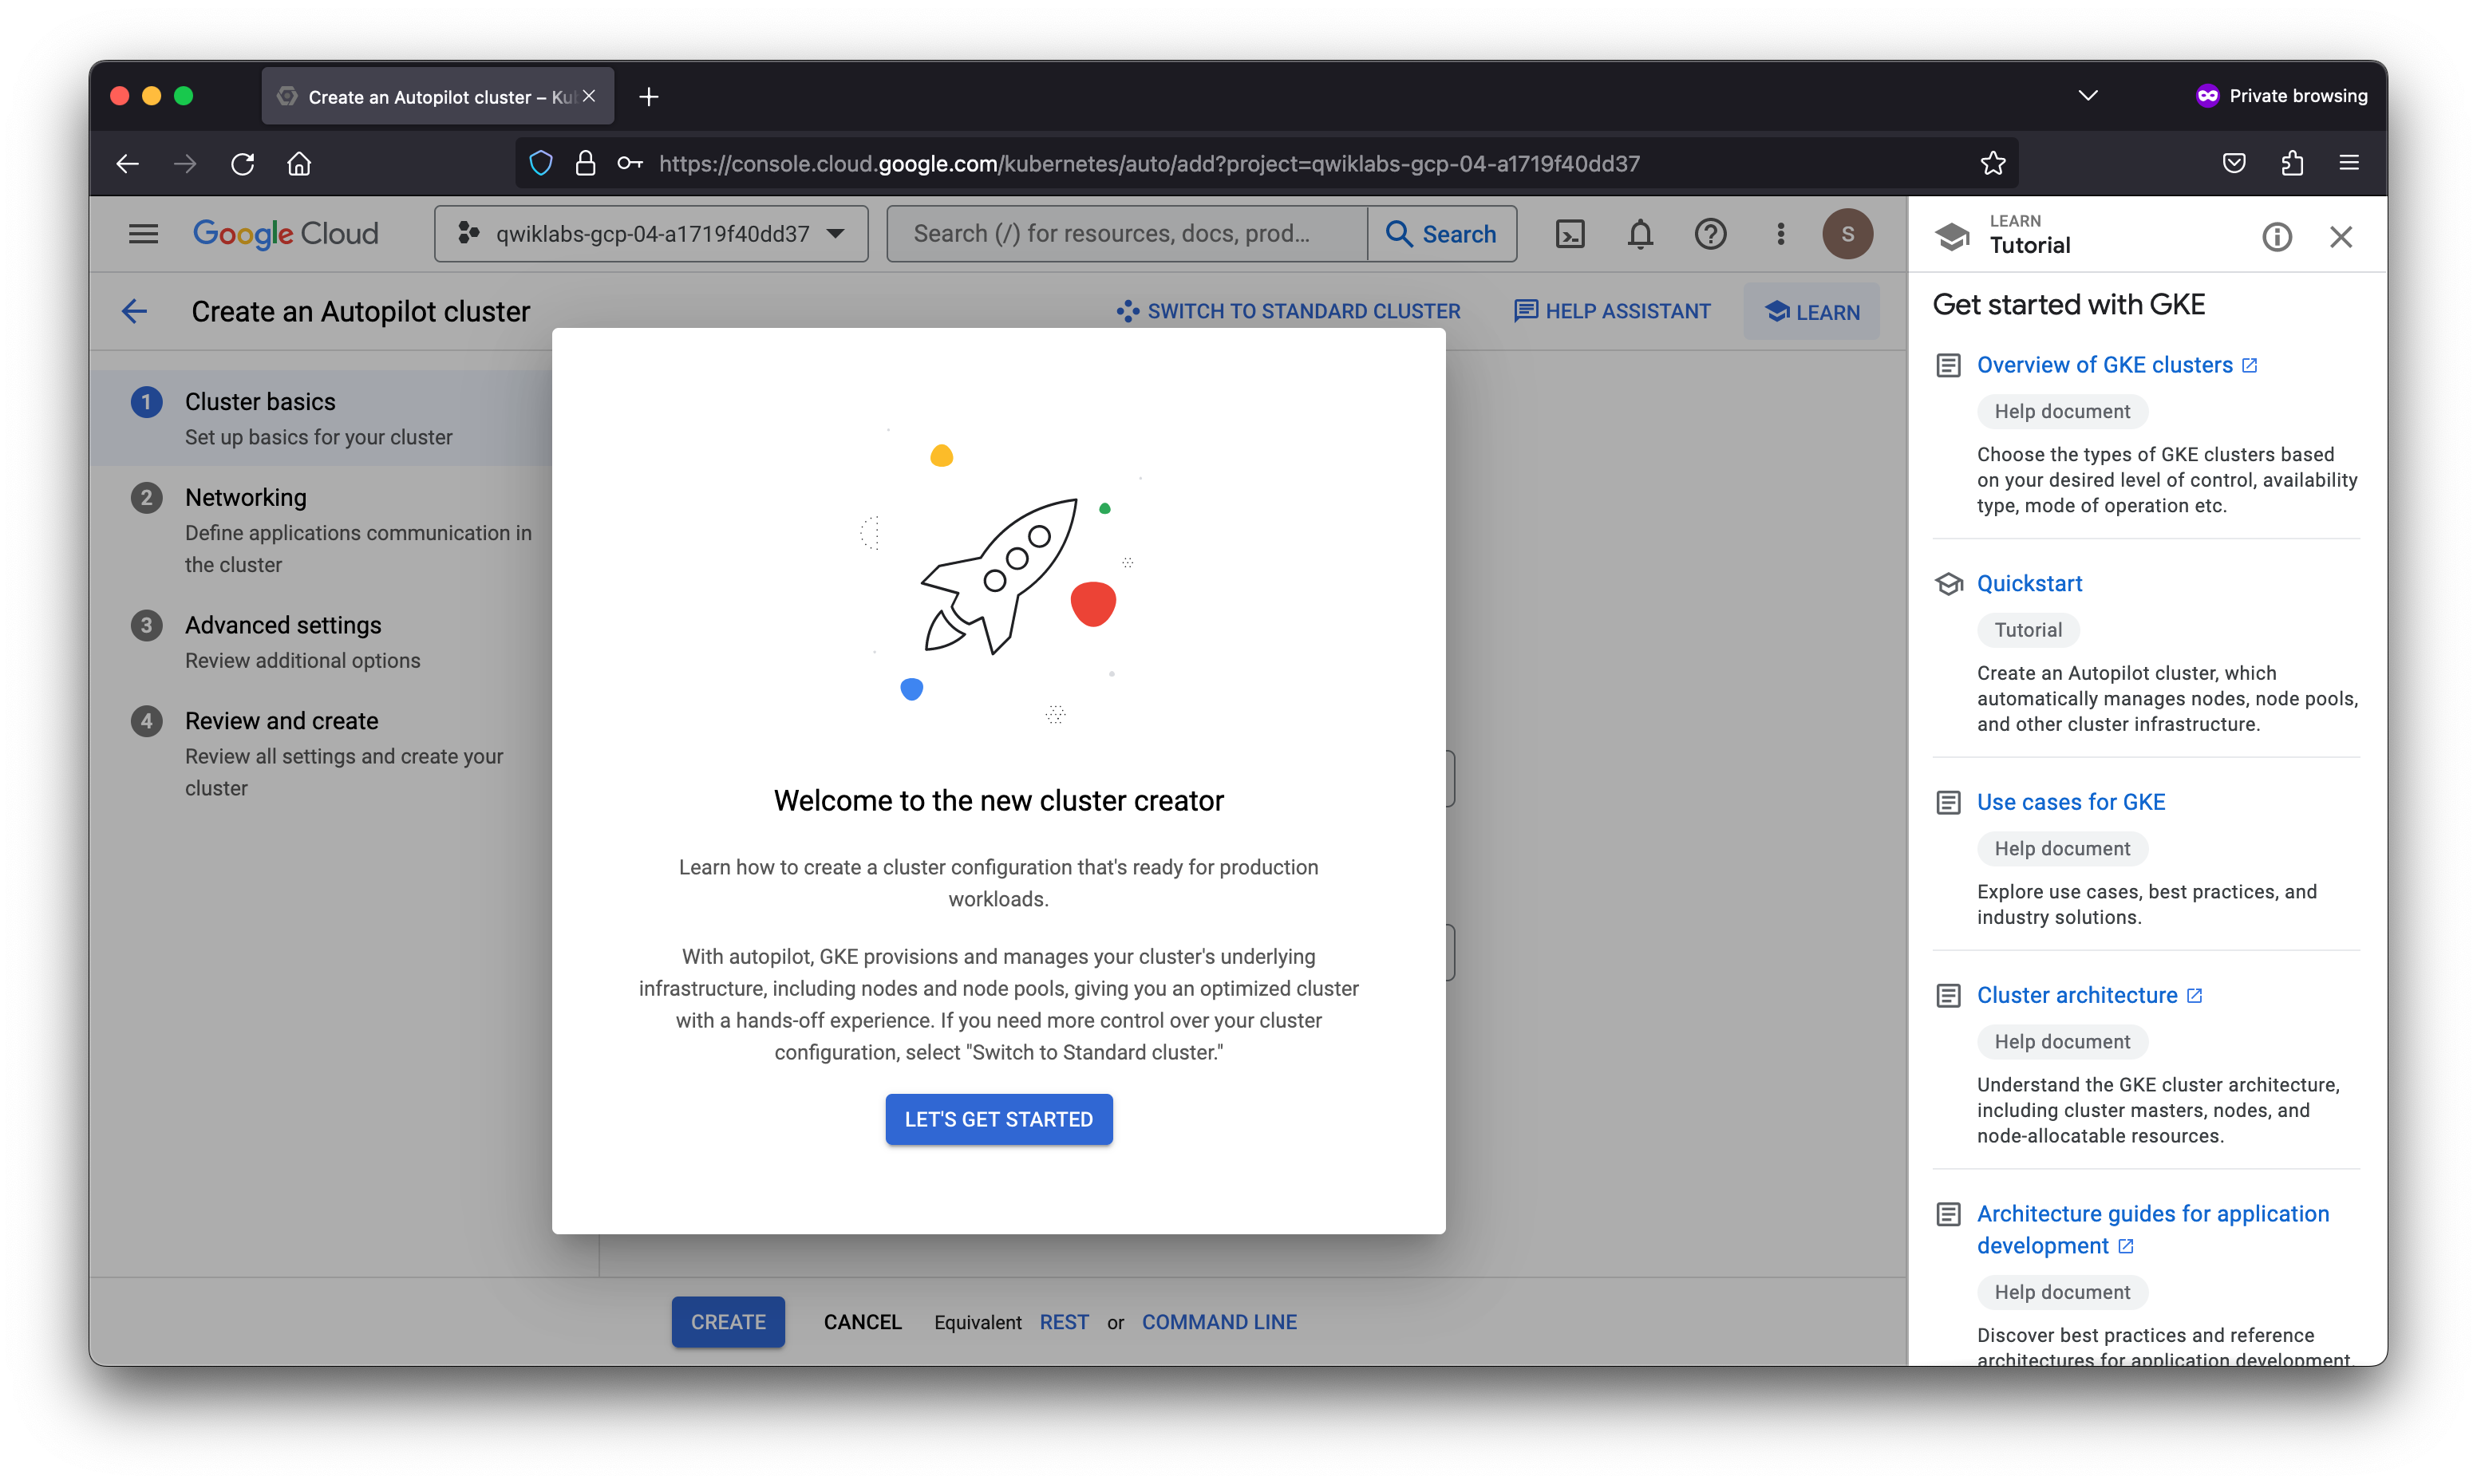 Create an Autopilot cluster – Ku
Private browsing
https://console.cloud.google.com/kubernetes/auto/add?project=qwiklabs-gcp-04-a1719f40dd37
Google Cloud
qwiklabs-gcp-04-a1719f40dd37
Search (/) for resources, docs, prod...
Search
S
LEARN
Tutorial
Create an Autopilot cluster
SWITCH TO STANDARD CLUSTER
HELP ASSISTANT
LEARN
1 Cluster basics
Set up basics for your cluster
2 Networking
Define applications communication in
the cluster
3 Advanced settings
Review additional options
4 Review and create
Review all settings and create your
cluster
Welcome to the new cluster creator
Learn how to create a cluster configuration that's ready for production
workloads.
With autopilot, GKE provisions and manages your cluster's underlying
infrastructure, including nodes and node pools, giving you an optimized cluster
with a hands-off experience. If you need more control over your cluster
configuration, select "Switch to Standard cluster."
LET'S GET STARTED
CREATE
CANCEL
Equivalent REST or COMMAND LINE
Get started with GKE
Overview of GKE clusters
Help document
Choose the types of GKE clusters based
on your desired level of control, availability
type, mode of operation etc.
Quickstart
Tutorial
Create an Autopilot cluster, which
automatically manages nodes, node pools,
and other cluster infrastructure.
Use cases for GKE
Help document
Explore use cases, best practices, and
industry solutions.
Cluster architecture
Help document
Understand the GKE cluster architecture,
including cluster masters, nodes, and
node-allocatable resources.
Architecture guides for application
development
Help document
Discover best practices and reference
architectures for application development.